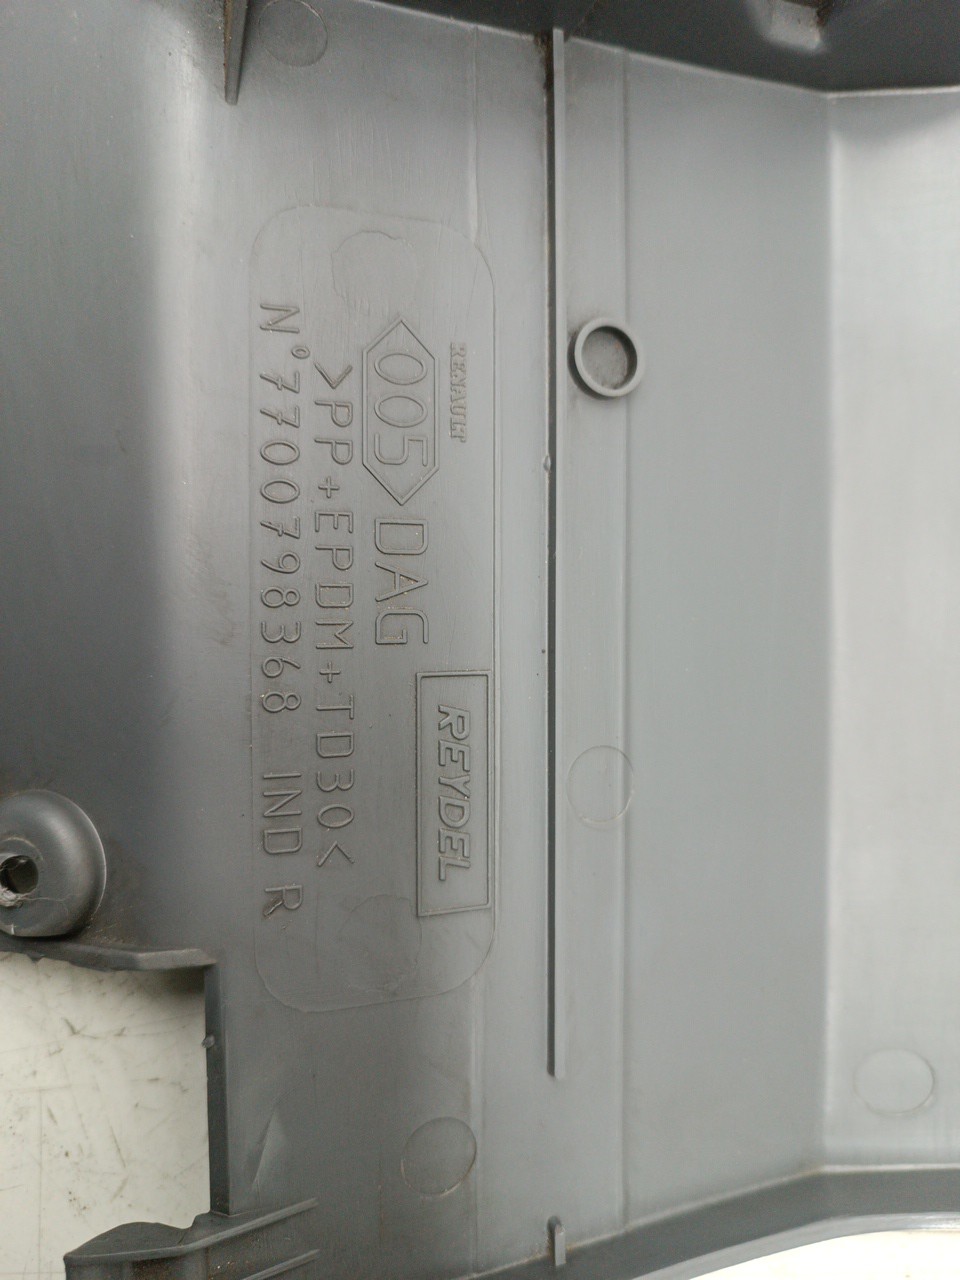 RENAULT
005 DAG
>PP+EPDM+TD30<
N°7700798368 IND R
REYDEL